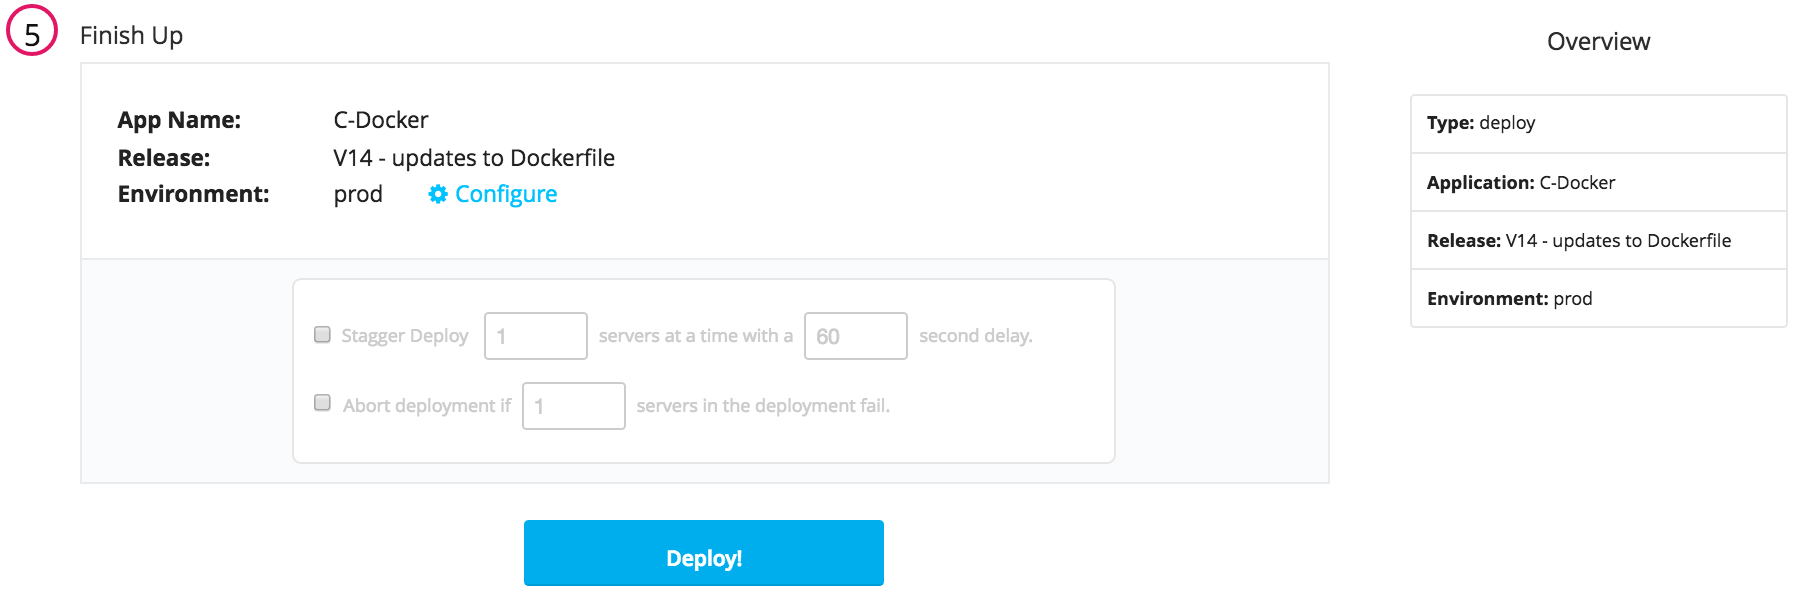 5 Finish Up
App Name: C-Docker
Release: V14 - updates to Dockerfile
Environment: prod Configure
Stagger Deploy 1 servers at a time with a 60 second delay.
Abort deployment if 1 servers in the deployment fail.
Deploy!
Overview
Type: deploy
Application: C-Docker
Release: V14 - updates to Dockerfile
Environment: prod